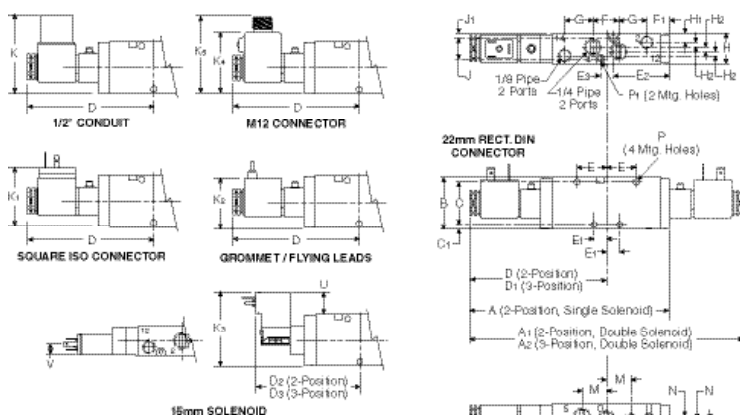 K
D
1/2" CONDUIT
K5
K4
D
M12 CONNECTOR
J1
G
F
G
F1
H1
H2
J
H
1/8 Pipe
2 Ports
E3
E2
H2
H2
1/4 Pipe
2 Ports
P1 (2 Mtg. Holes)
K1
D
SQUARE ISO CONNECTOR
K2
D
GROMMET / FLYING LEADS
22mm RECT. DIN
CONNECTOR
E
E
P
(4 Mtg. Holes)
B
C
C1
E1
E1
D (2-Position)
D1 (3-Position)
A (2-Position, Single Solenoid)
A1 (2-Position, Double Solenoid)
A2 (3-Position, Double Solenoid)
12
V
K3
U
D2 (2-Position)
D3 (3-Position)
15mm SOLENOID
M
M
N
N